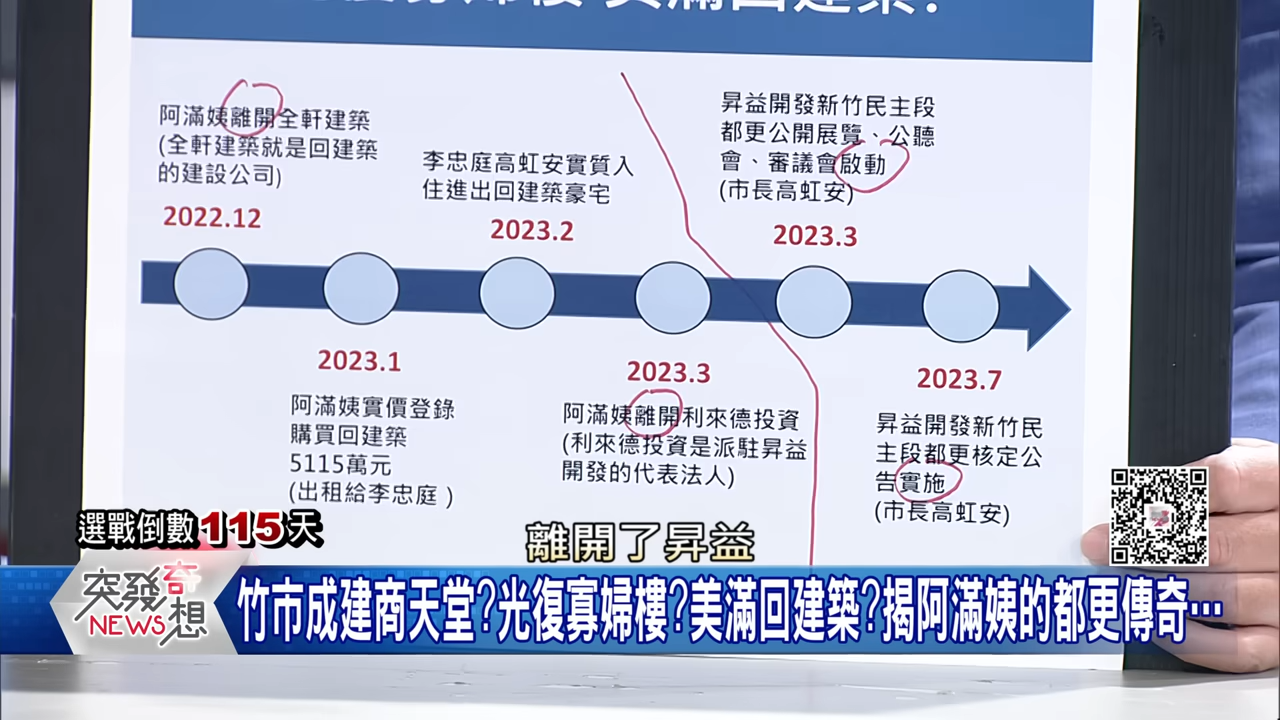 阿滿姨離開全軒建築
(全軒建築就是回建築
的建設公司)
2022.12
李忠庭高虹安實質入
住進出回建築豪宅
2023.2
昇益開發新竹民主段
都更公開展覽、公聽
會、審議會啟動
(市長高虹安)
2023.3
2023.1
阿滿姨實價登錄
購買回建築
5115萬元
(出租給李忠庭)
2023.3
阿滿姨離開利來德投資
(利來德投資是派駐昇益
開發的代表法人)
2023.7
昇益開發新竹民
主段都更核定公
告實施
(市長高虹安)
選戰倒數115天
離開了昇益
突發奇想
NEWS
竹市成建商天堂?光復寡婦樓?美滿回建築?揭阿滿姨的都更傳奇…